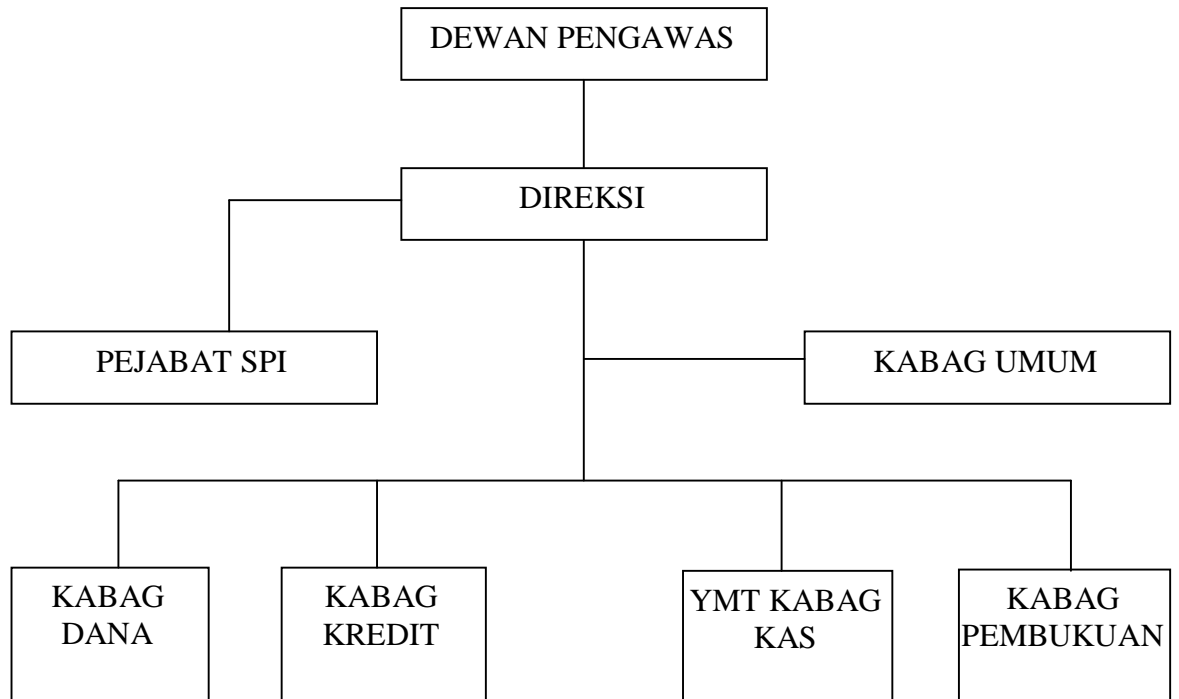 DEWAN PENGAWAS
DIREKSI
PEJABAT SPI
KABAG UMUM
KABAG
DANA
KABAG
KREDIT
YMT KABAG
KAS
KABAG
PEMBUKUAN